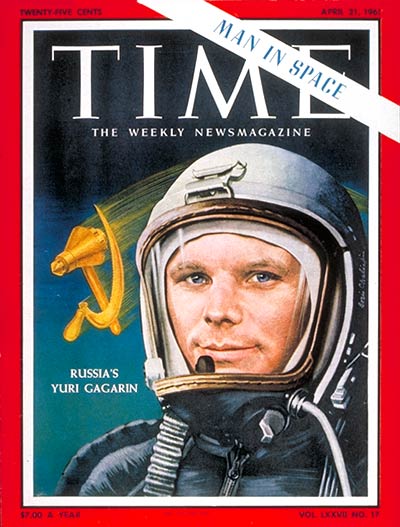 TWENTY-FIVE CENTS
APRIL 21, 1961
MAN IN SPACE
TIME
THE WEEKLY NEWSMAGAZINE
RUSSIA'S
YURI GAGARIN
$7.00 A YEAR
VOL. LXXVII NO. 17